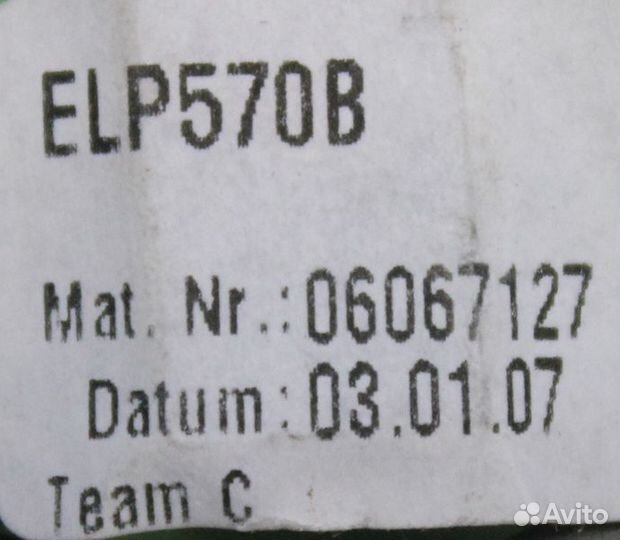 ELP570B
Mat. Nr.:06067127
Datum:03.01.07
Team C
Avito